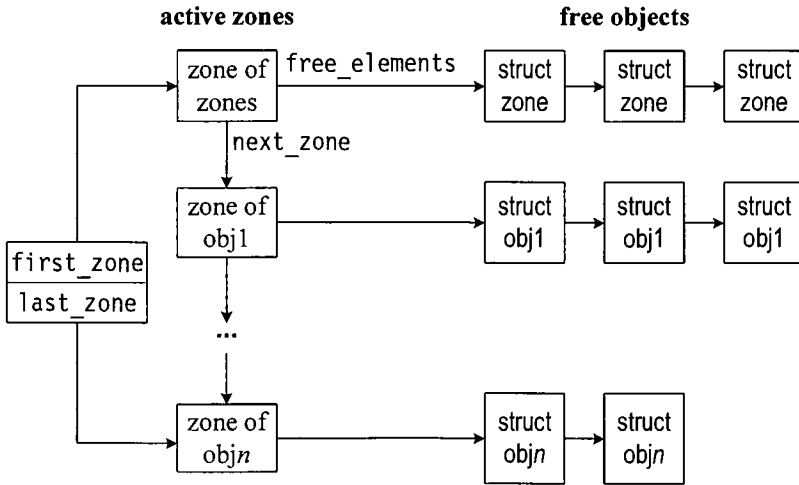 active zones
free objects
zone of
zones
free_elements
struct
zone
struct
zone
struct
zone
next_zone
zone of
obj1
struct
obj1
struct
obj1
struct
obj1
first_zone
last_zone
...
zone of
objn
struct
objn
struct
objn